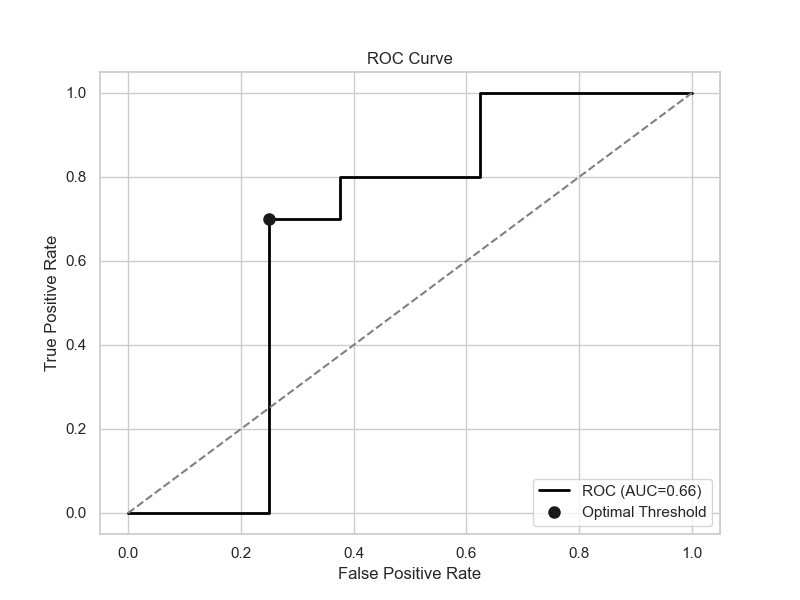 ROC Curve
1.0
0.8
0.6
0.4
0.2
0.0
True Positive Rate
0.0 0.2 0.4 0.6 0.8 1.0
False Positive Rate
ROC (AUC=0.66)
Optimal Threshold